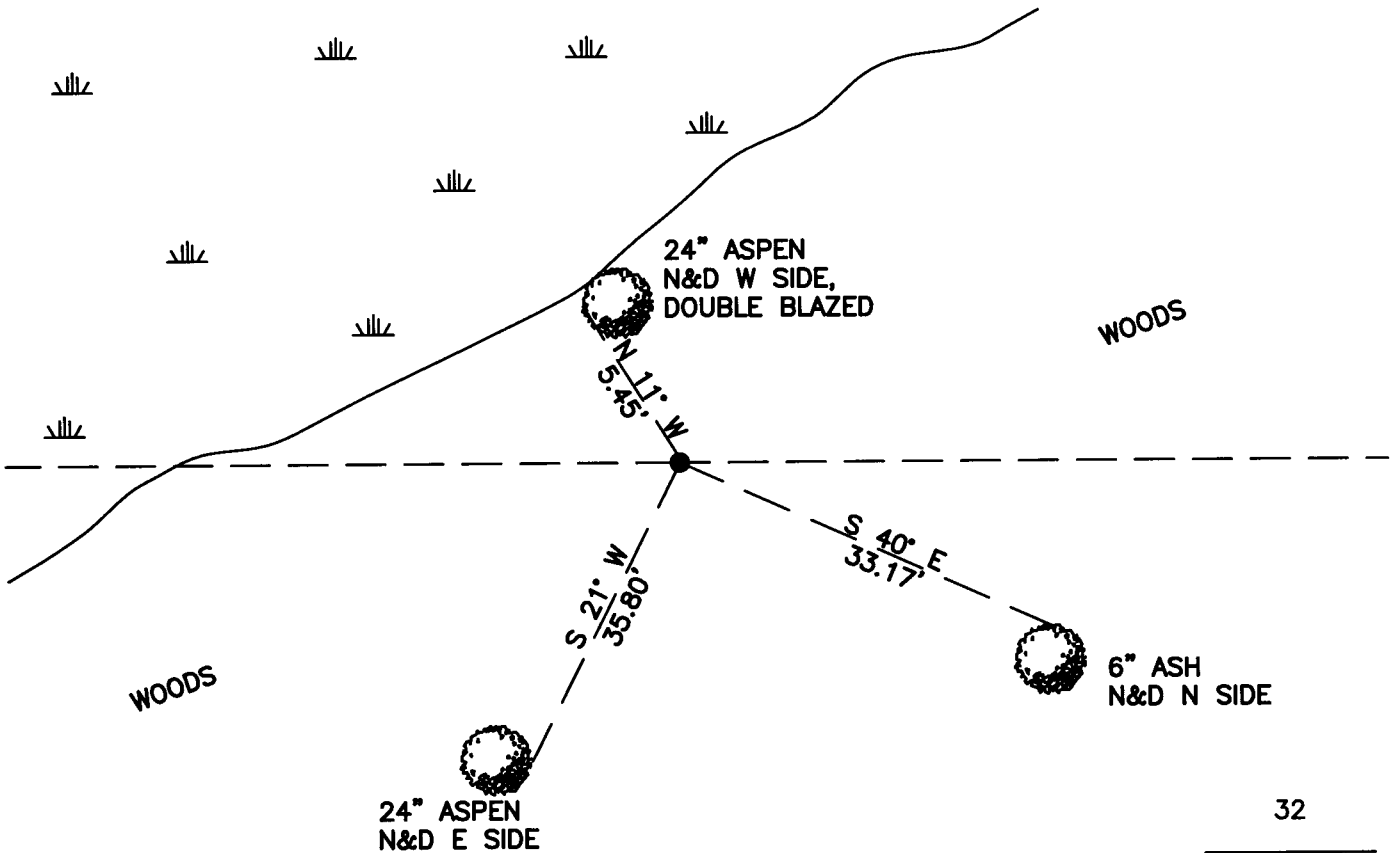 24" ASPEN
N&D W SIDE,
DOUBLE BLAZED
WOODS
N 11° W
5.45'
S 40° E
33.17'
S 21° W
35.80'
WOODS
6" ASH
N&D N SIDE
24" ASPEN
N&D E SIDE
32